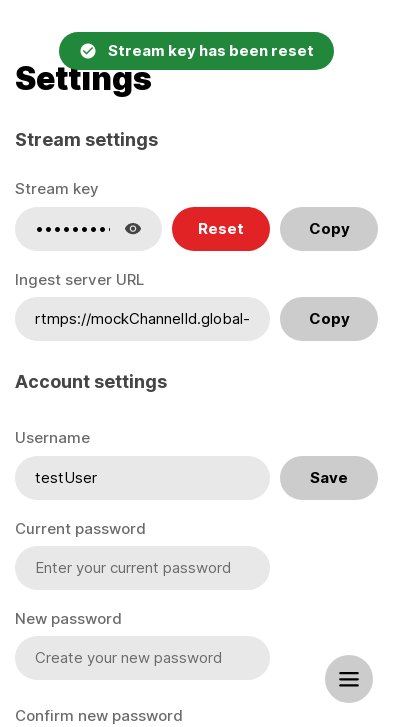 Stream key has been reset
Settings
Stream settings
Stream key
Reset
Copy
Ingest server URL
rtmps://mockChannelId.global-
Copy
Account settings
Username
testUser
Save
Current password
Enter your current password
New password
Create your new password
Confirm new password